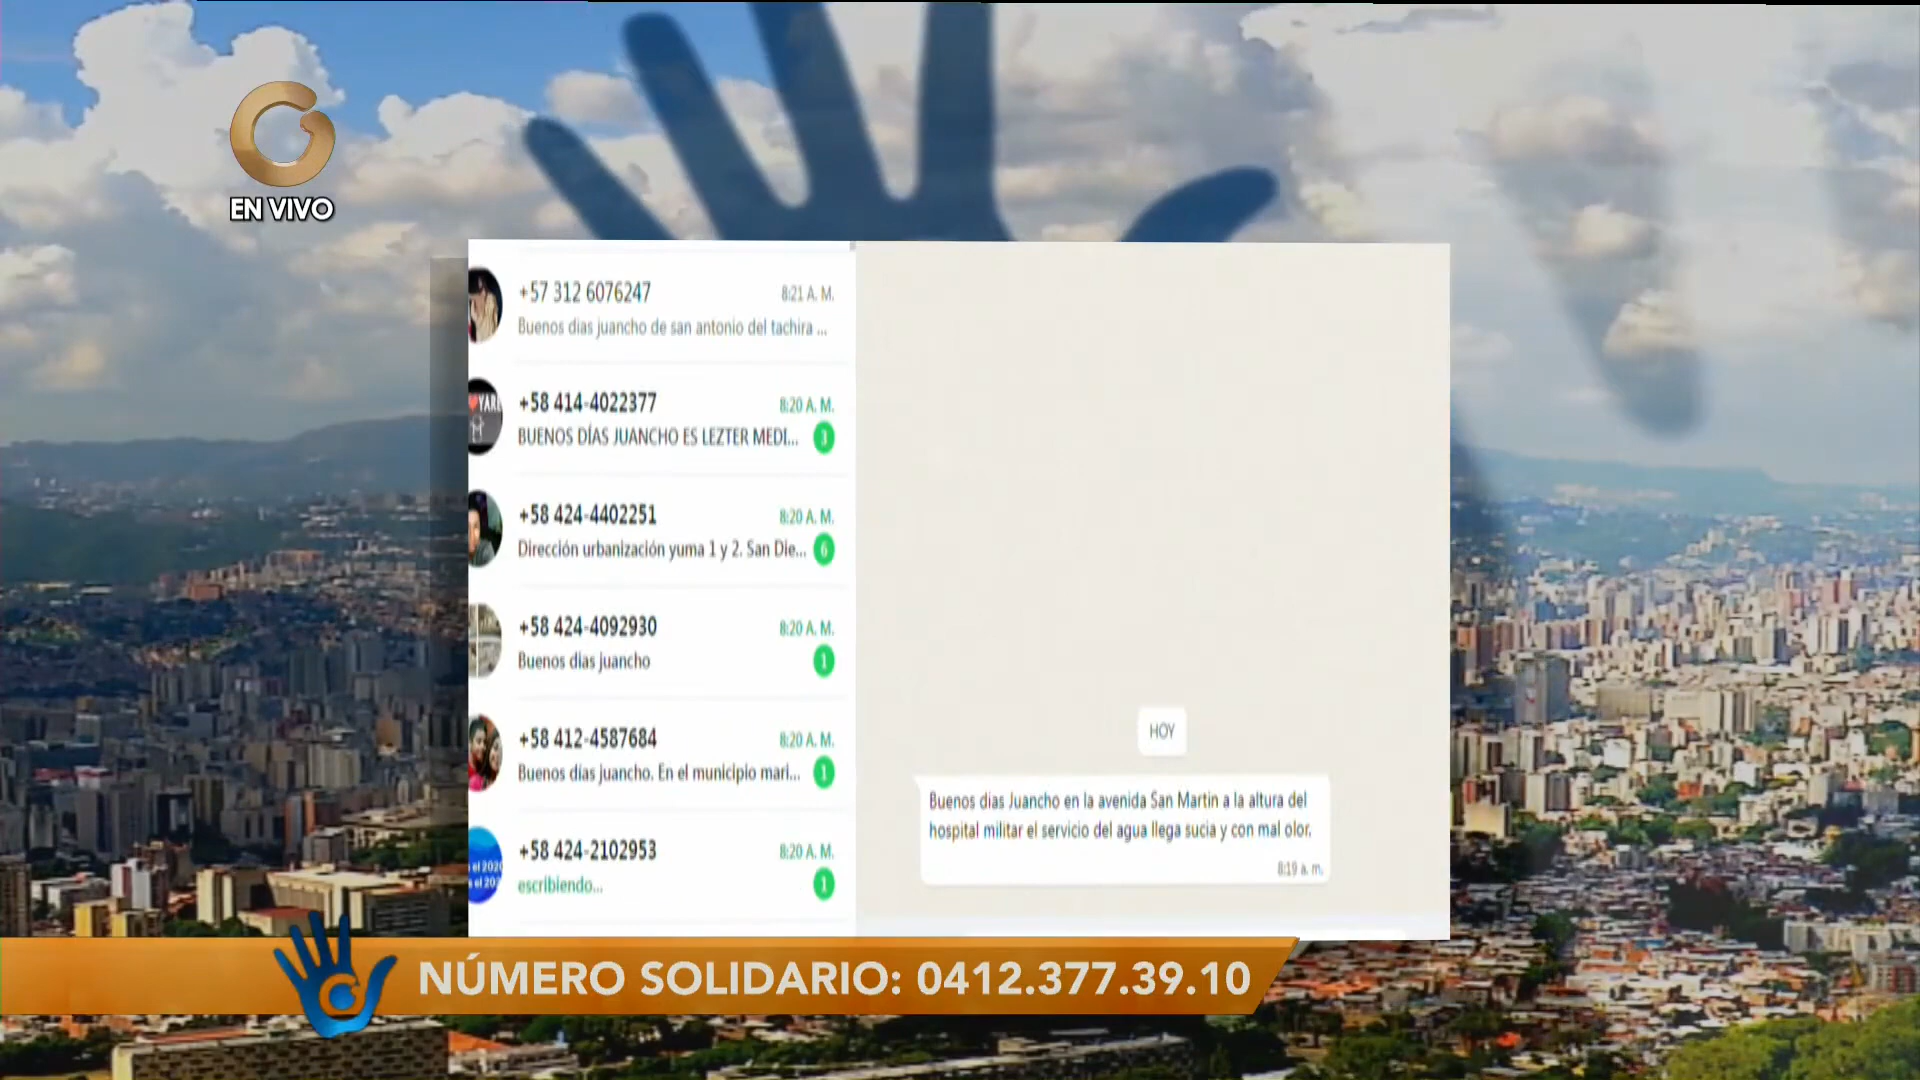 EN VIVO
+57 312 6076247
8:21 A. M.
Buenos dias juancho de san antonio del tachira ...
YARE
+58 414-4022377
8:20 A. M.
BUENOS DÍAS JUANCHO ES LEZTER MEDI...
3
+58 424-4402251
8:20 A. M.
Dirección urbanización yuma 1 y 2. San Die...
6
+58 424-4092930
8:20 A. M.
Buenos dias juancho
1
+58 412-4587684
8:20 A. M.
Buenos días juancho. En el municipio mari...
1
+58 424-2102953
8:20 A. M.
escribiendo...
1
HOY
Buenos dias Juancho en la avenida San Martin a la altura del
hospital militar el servicio del agua llega sucia y con mal olor.
8:19 a. m.
NÚMERO SOLIDARIO: 0412.377.39.10